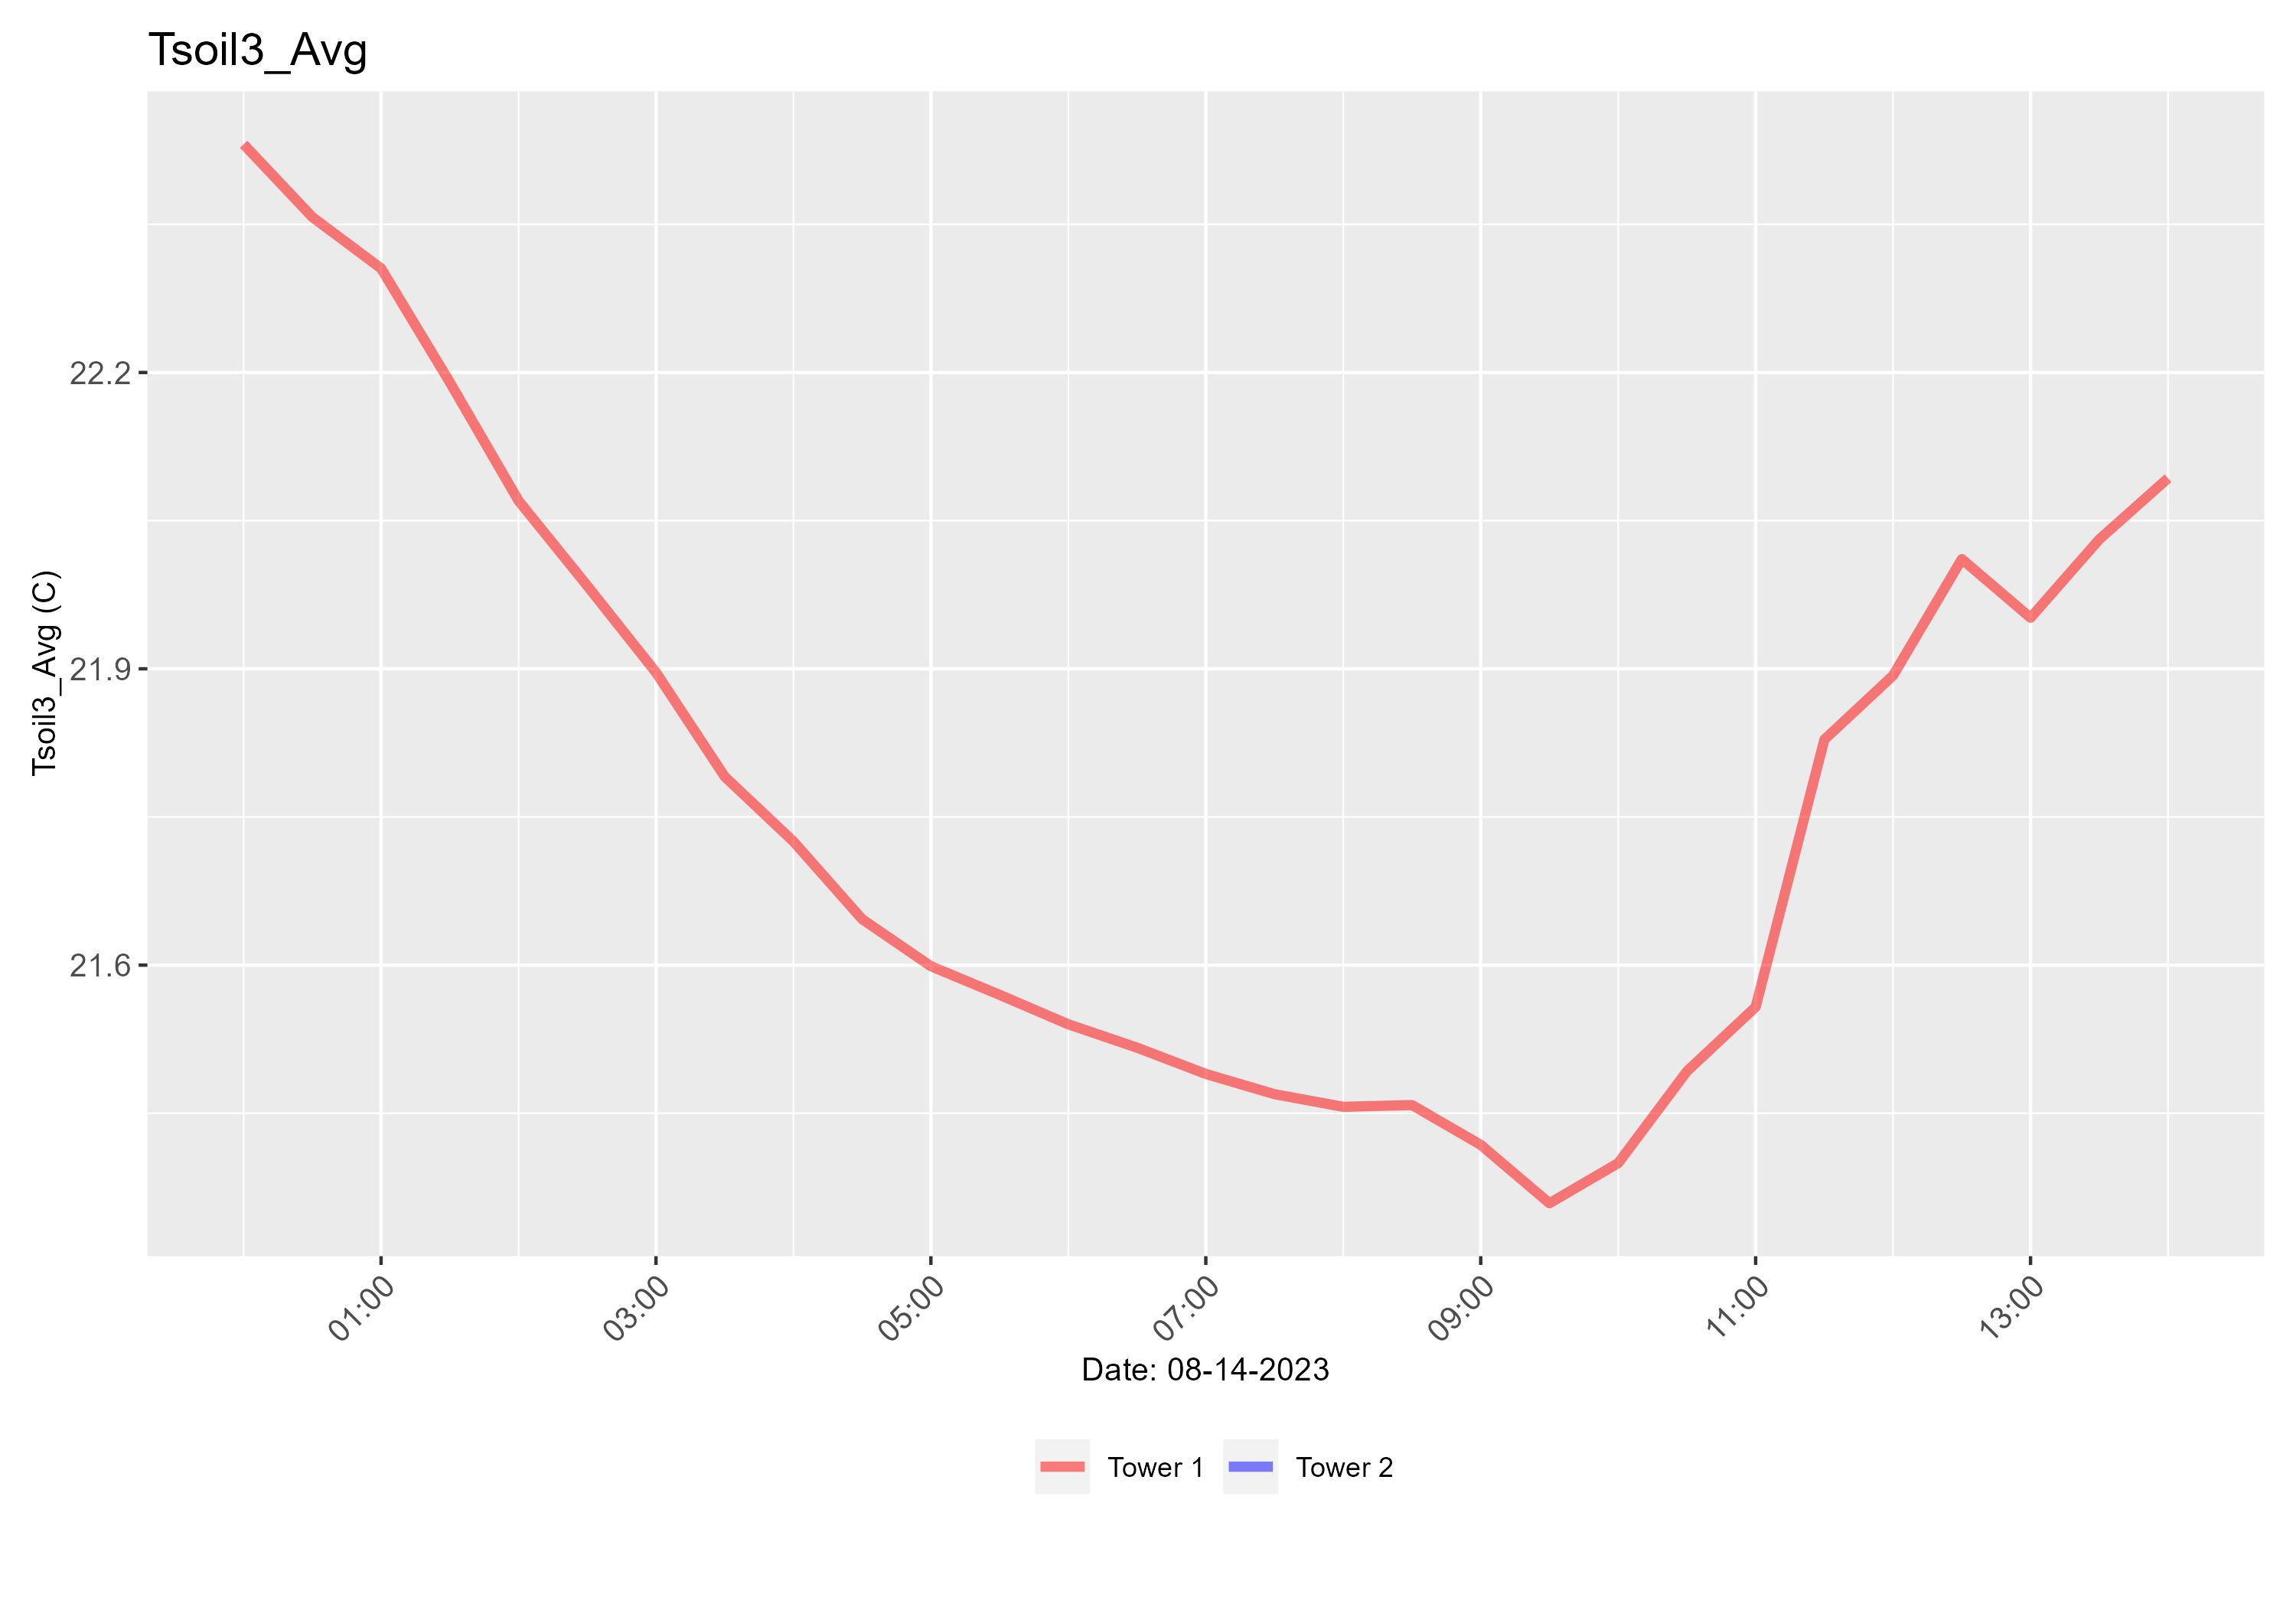 Tsoil3_Avg
Tsoil3_Avg (C)
22.2
21.9
21.6
01:00 03:00 05:00 07:00 09:00 11:00 13:00
Date: 08-14-2023
Tower 1 Tower 2